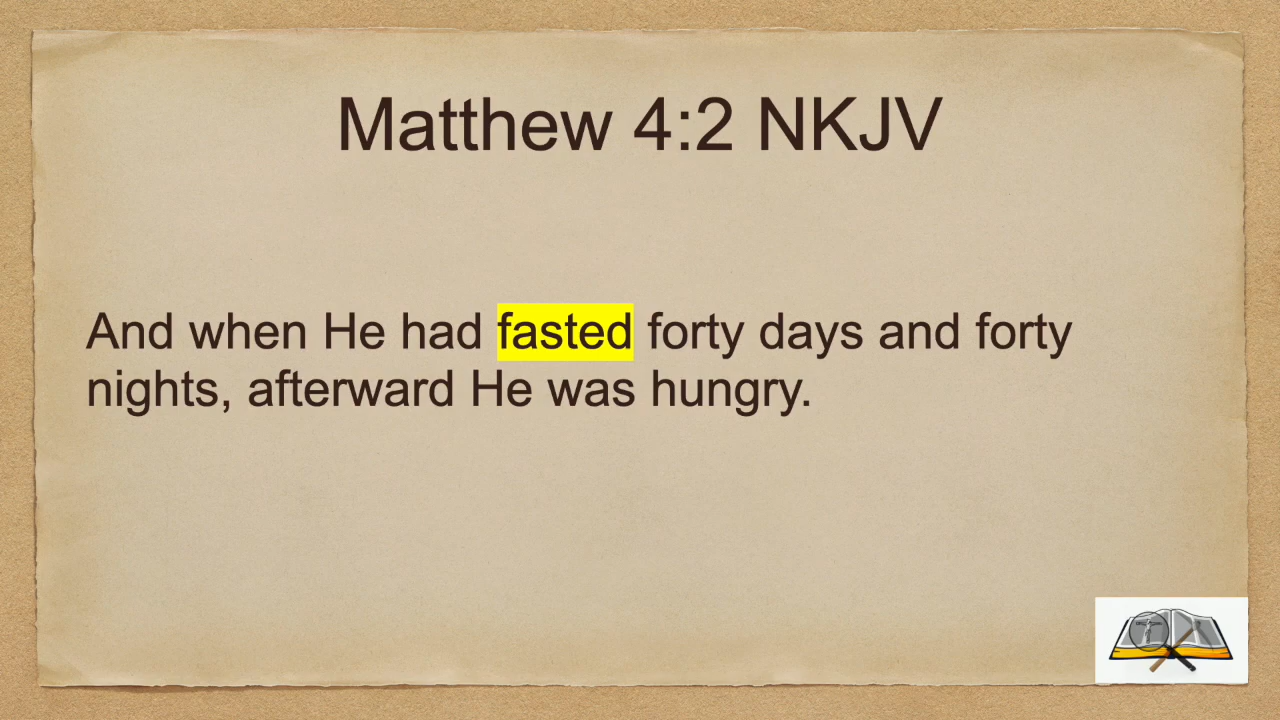 Matthew 4:2 NKJV
And when He had fasted forty days and forty
nights, afterward He was hungry.